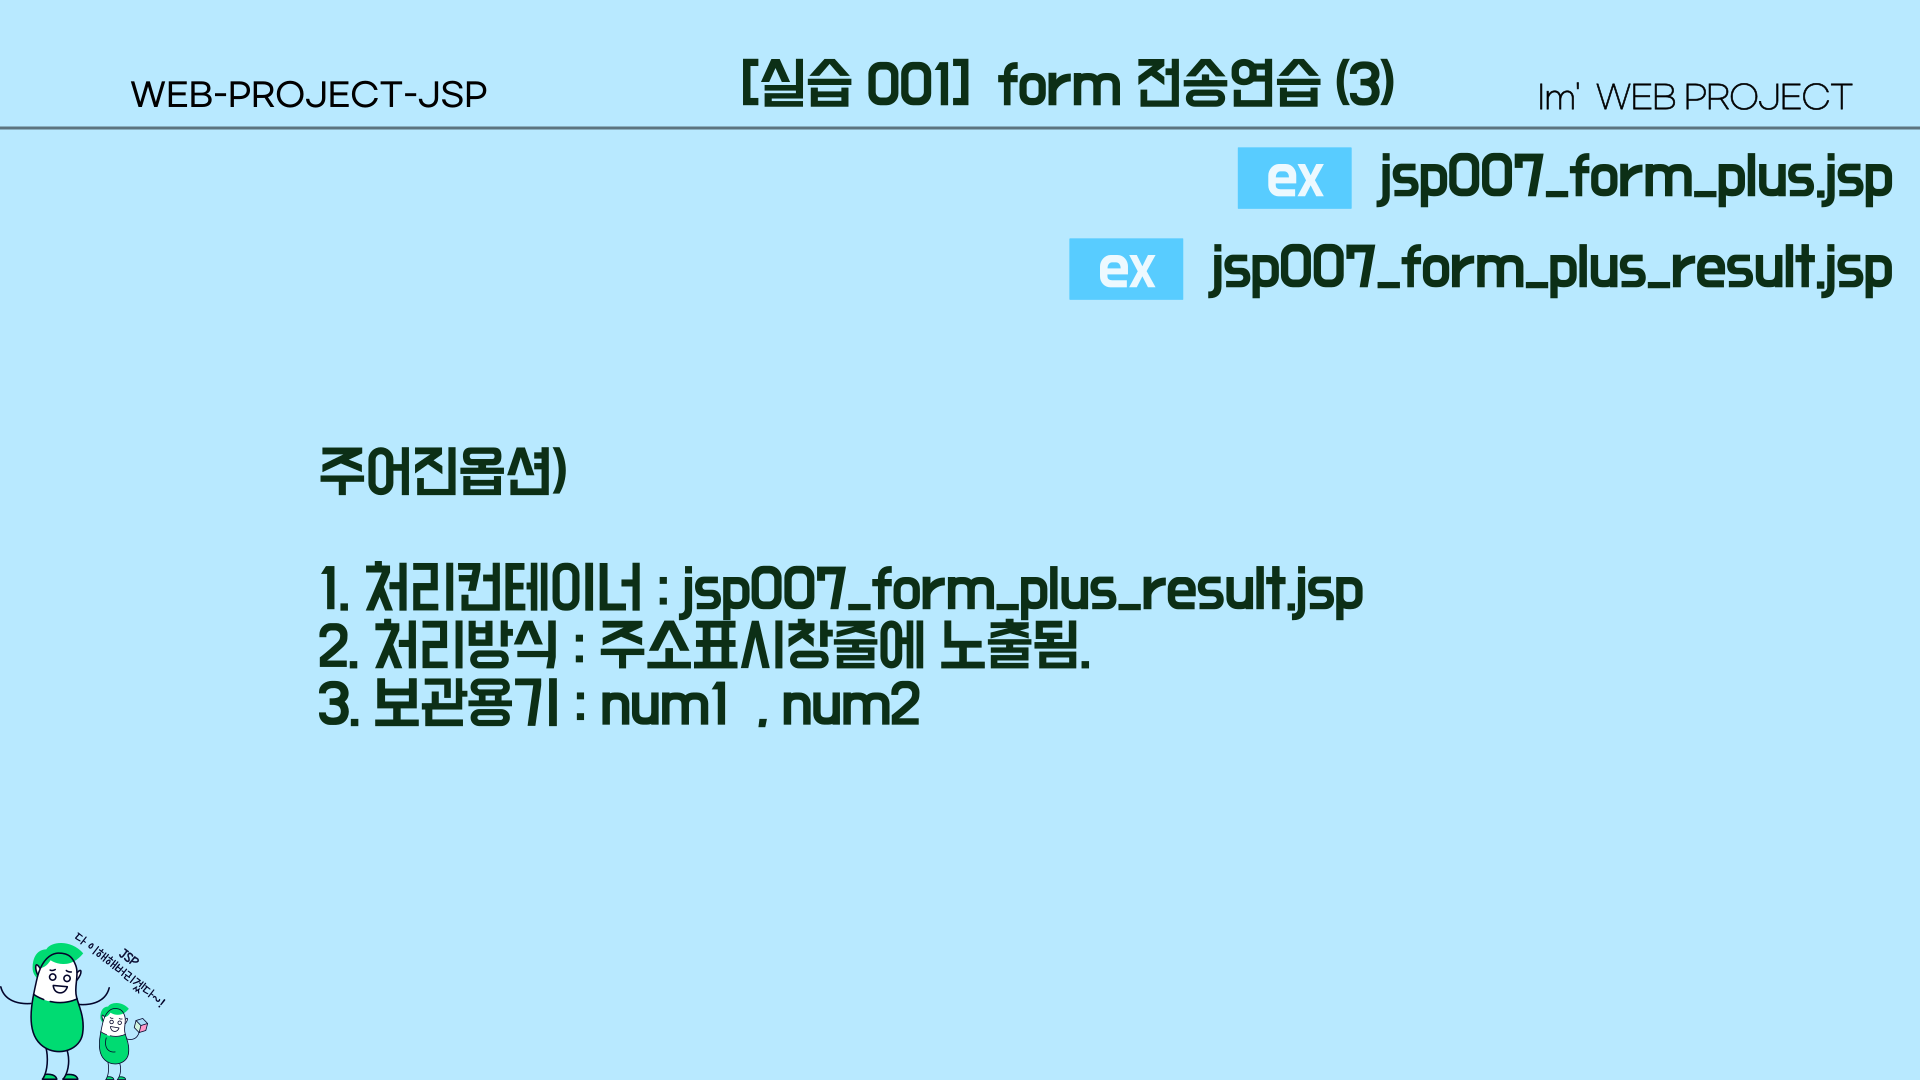 WEB-PROJECT-JSP
[실습 001] form 전송연습 (3)
Im' WEB PROJECT
ex jsp007_form_plus.jsp
ex jsp007_form_plus_result.jsp
주어진옵션)
1. 처리컨테이너 : jsp007_form_plus_result.jsp
2. 처리방식 : 주소표시창줄에 노출됨.
3. 보관용기 : num1 , num2
JSP
다 이해해버리겠다~!